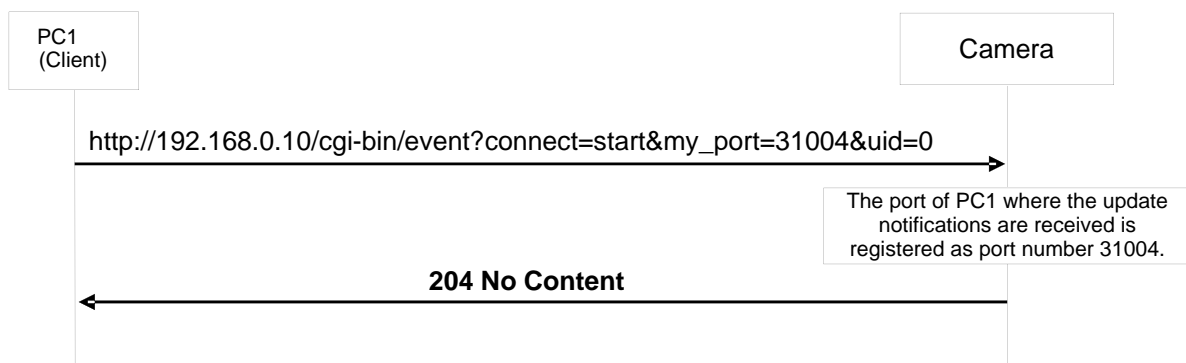 PC1
(Client)
Camera
http://192.168.0.10/cgi-bin/event?connect=start&my_port=31004&uid=0
The port of PC1 where the update
notifications are received is
registered as port number 31004.
204 No Content